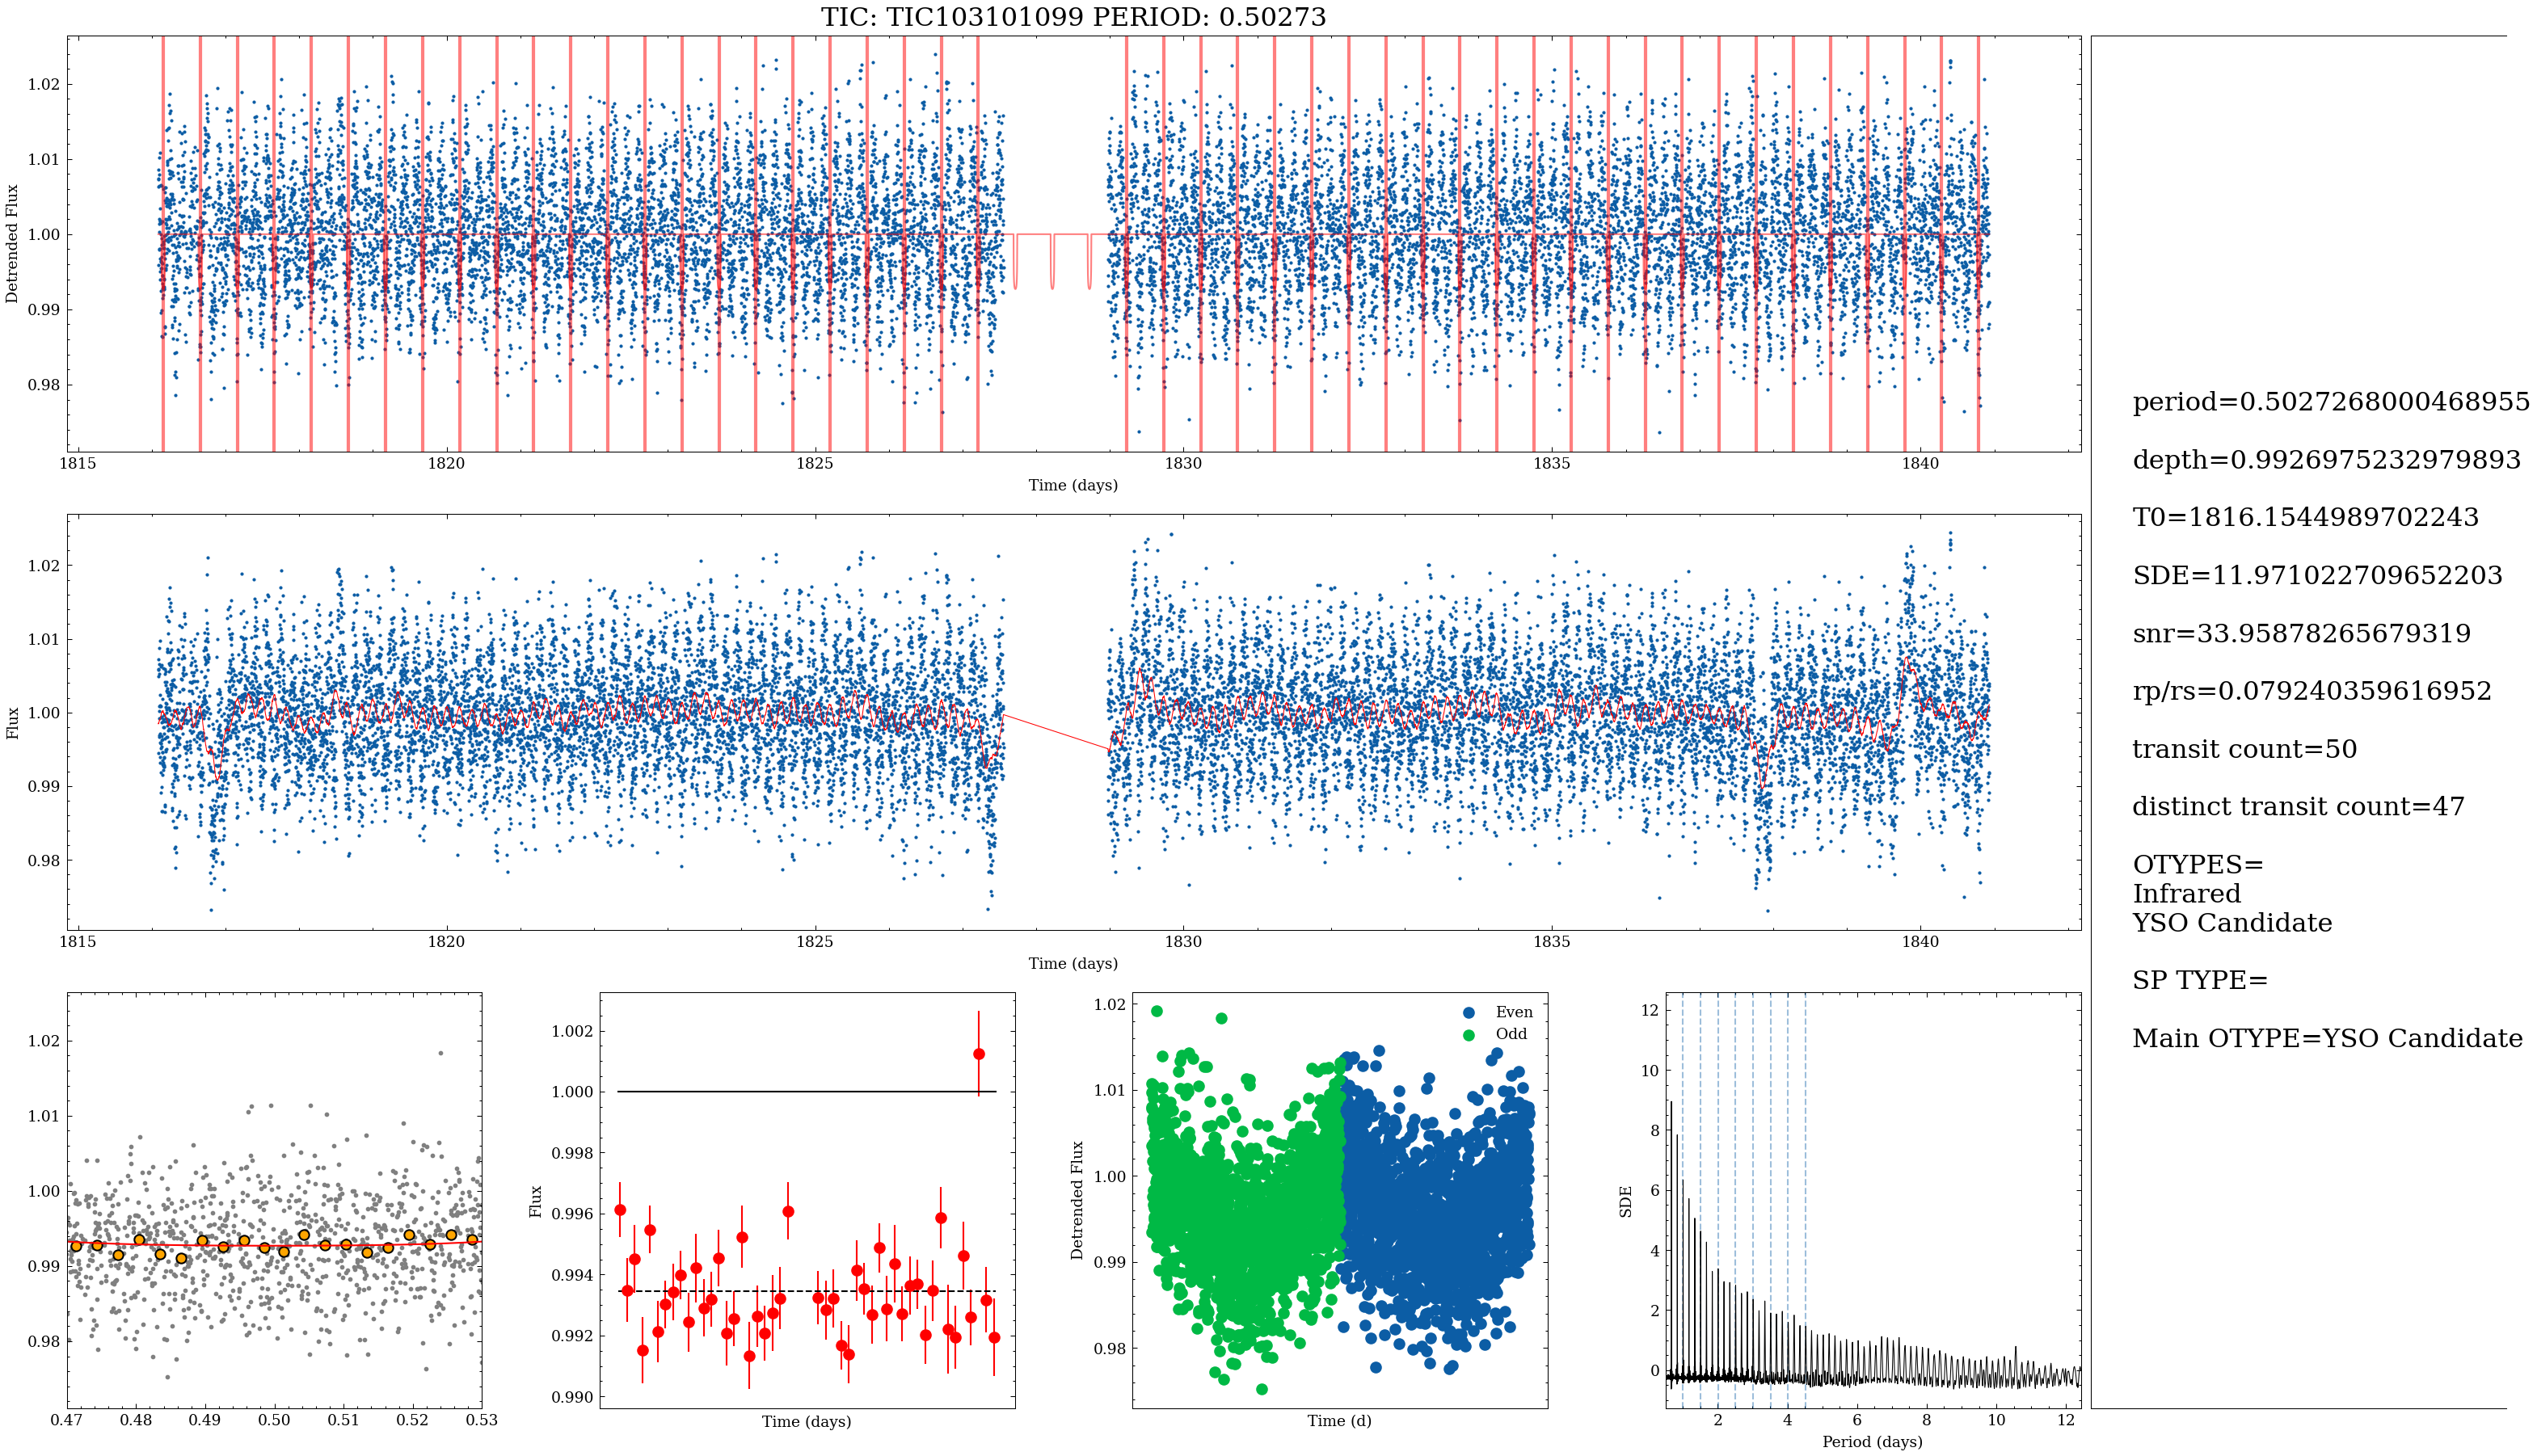 TIC: TIC103101099 PERIOD: 0.50273
1.02
1.01
1.00
0.99
0.98
Detrended Flux
1815
1820
1825
1830
1835
1840
Time (days)
1.02
1.01
1.00
0.99
0.98
Flux
1815
1820
1825
1830
1835
1840
Time (days)
1.02
1.01
1.00
0.99
0.98
0.47
0.48
0.49
0.50
0.51
0.52
0.53
1.002
1.000
0.998
0.996
0.994
0.992
0.990
Flux
Time (days)
1.02
1.01
1.00
0.99
0.98
Detrended Flux
Even
Odd
Time (d)
12
10
8
6
4
2
0
SDE
2
4
6
8
10
12
Period (days)
period=0.5027268000468955
depth=0.9926975232979893
T0=1816.1544989702243
SDE=11.971022709652203
snr=33.95878265679319
rp/rs=0.079240359616952
transit count=50
distinct transit count=47
OTYPES=
Infrared
YSO Candidate
SP TYPE=
Main OTYPE=YSO Candidate